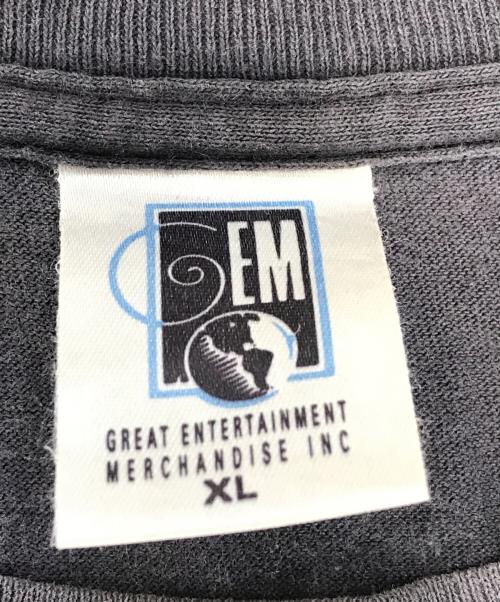 GEM
GREAT ENTERTAINMENT
MERCHANDISE INC
XL